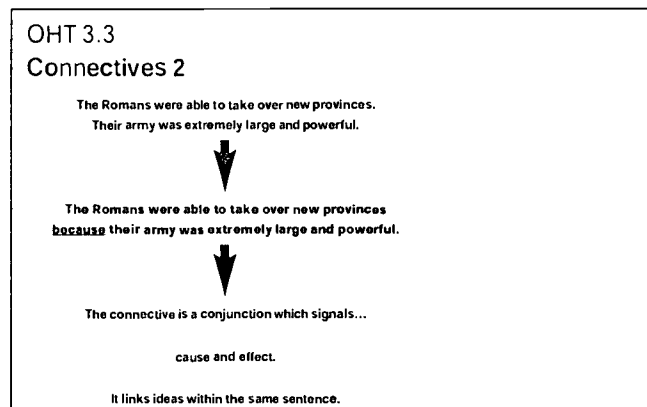 OHT 3.3
Connectives 2
The Romans were able to take over new provinces.
Their army was extremely large and powerful.
The Romans were able to take over new provinces
because their army was extremely large and powerful.
The connective is a conjunction which signals...
cause and effect.
It links ideas within the same sentence.